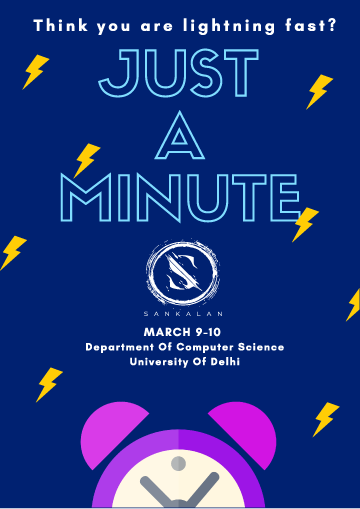 Think you are lightning fast?
JUST
A
MINUTE
S
SANKALAN
MARCH 9-10
Department Of Computer Science
University Of Delhi